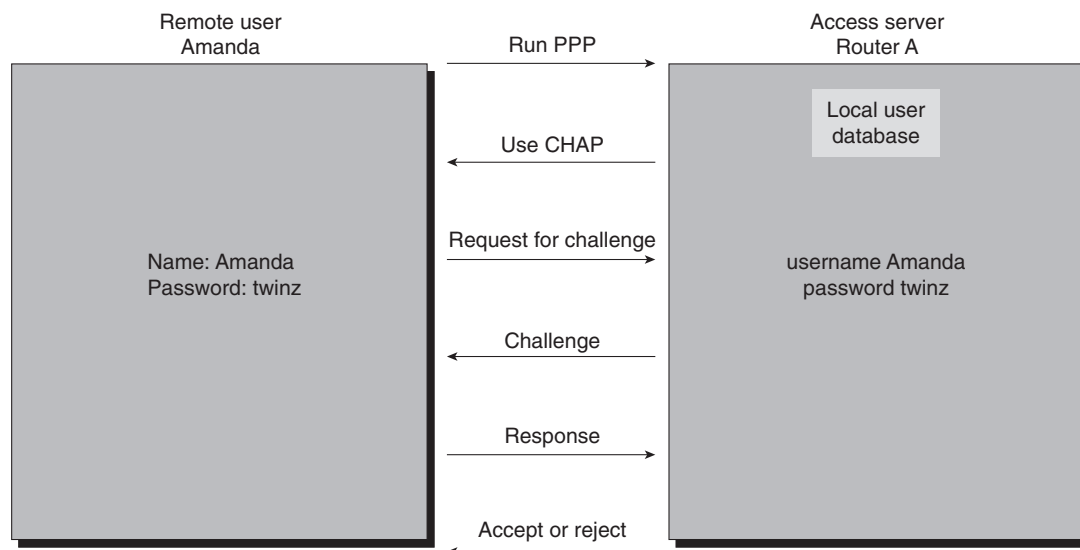 Remote user
Amanda
Access server
Router A
Run PPP
Local user
database
Use CHAP
Request for challenge
Name: Amanda
Password: twinz
username Amanda
password twinz
Challenge
Response
Accept or reject